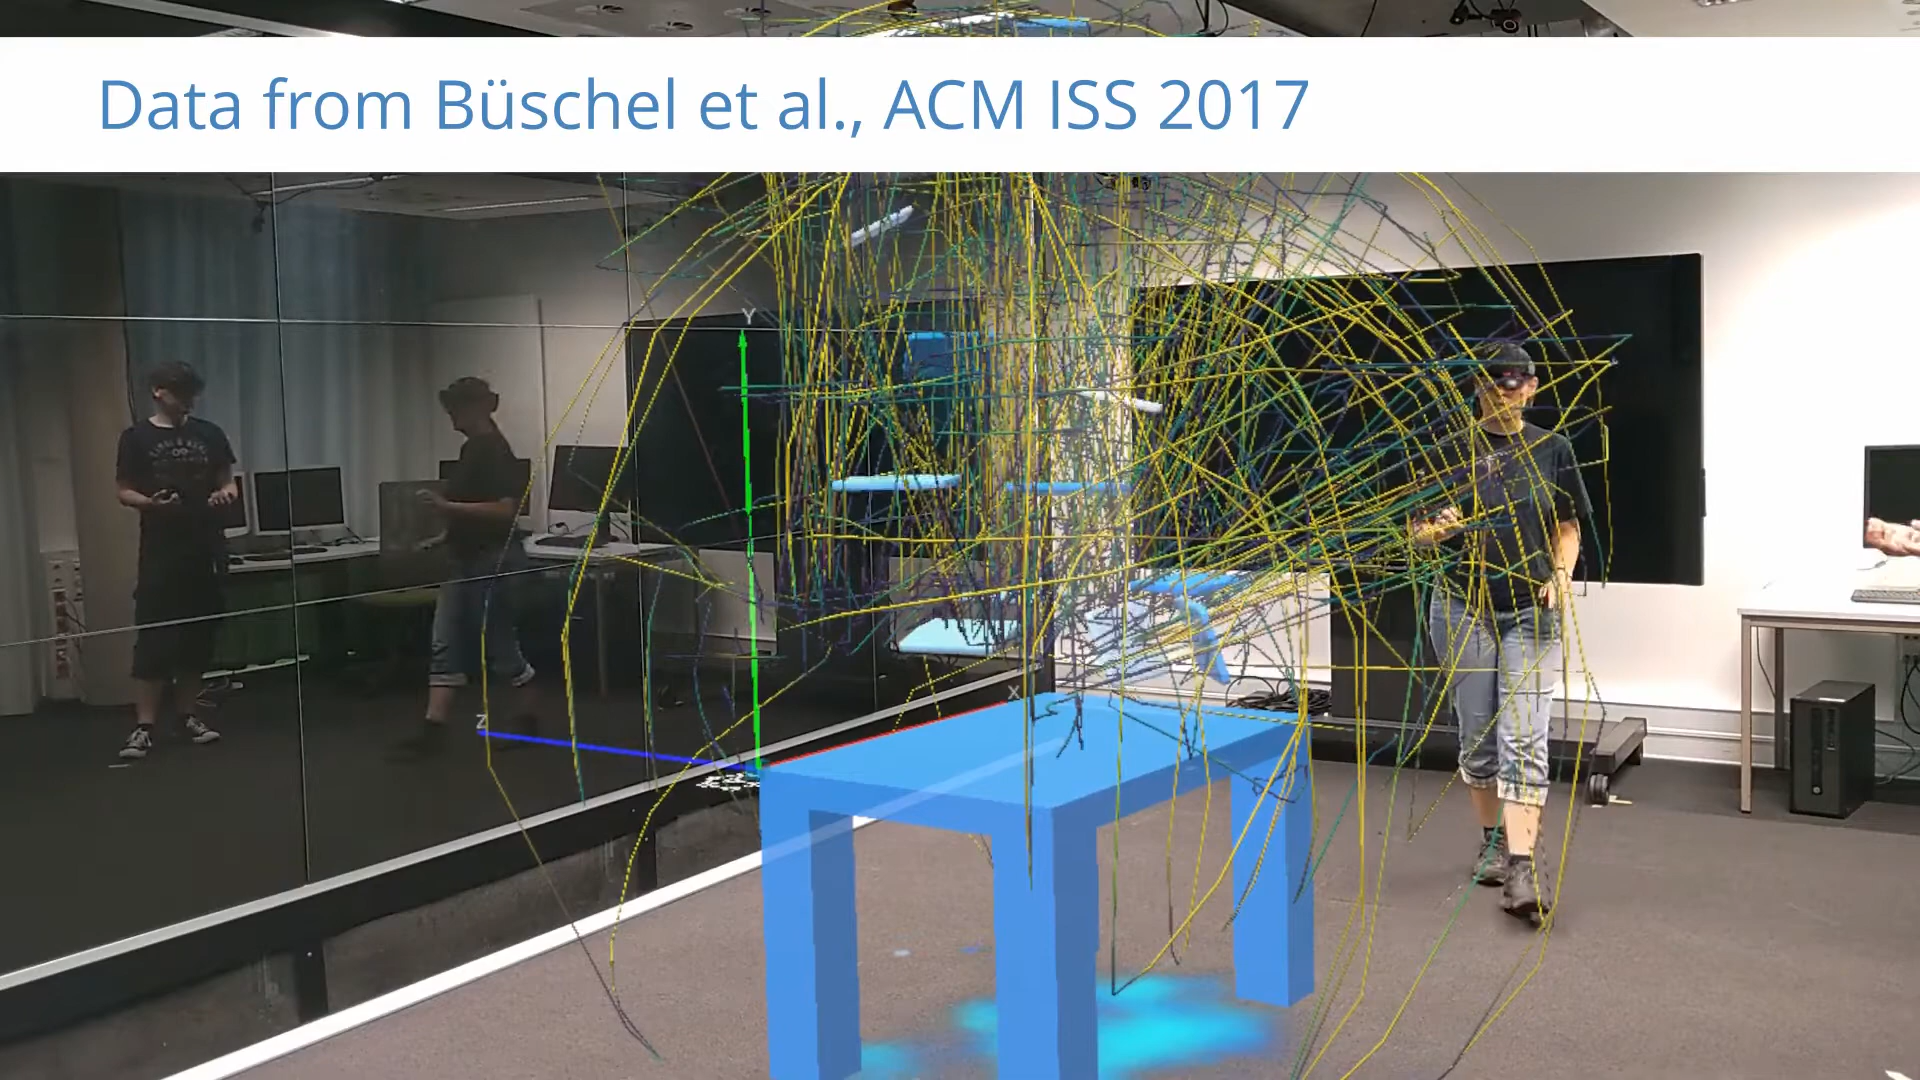 Data from Büschel et al., ACM ISS 2017
Y
X
Z